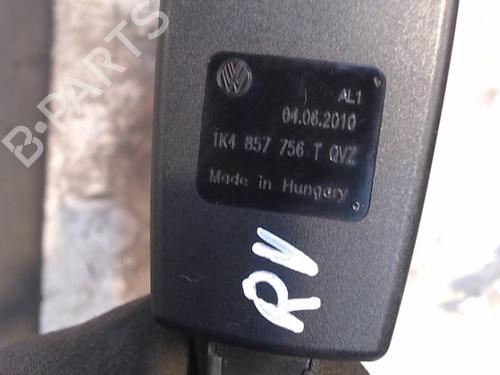 B-PARTS
AL1
04.06.2010
1K4 857 756 T QVZ
Made in Hungary
RV